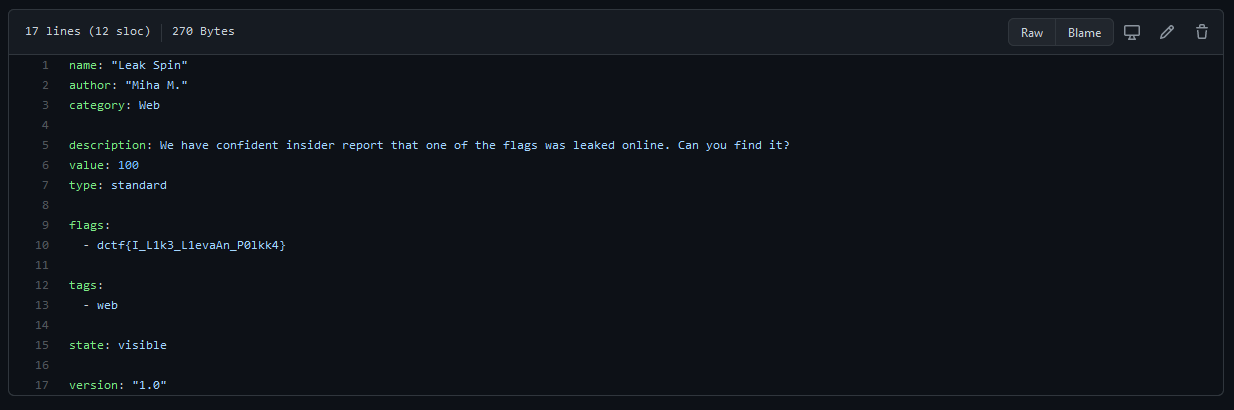 17 lines (12 sloc) 270 Bytes Raw Blame
1 name: "Leak Spin"
2 author: "Miha M."
3 category: Web
4
5 description: We have confident insider report that one of the flags was leaked online. Can you find it?
6 value: 100
7 type: standard
8
9 flags:
10 - dctf{I_L1k3_L1evaAn_P0lkk4}
11
12 tags:
13 - web
14
15 state: visible
16
17 version: "1.0"